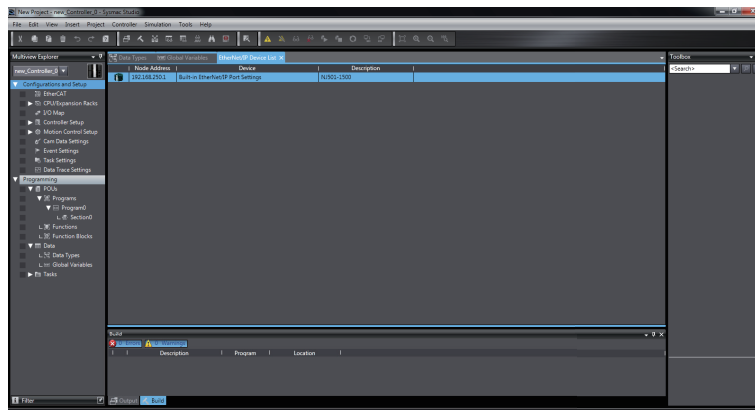 New Project - new_Controller_0 - Sysmac Studio
File Edit View Insert Project Controller Simulation Tools Help
Multiview Explorer
Data Types Global Variables EtherNet/IP Device List
Toolbox
new_Controller_0
Node Address Device Description
<Search>
192.168.250.1 Built-in EtherNet/IP Port Settings NJ501-1500
Configurations and Setup
EtherCAT
CPU/Expansion Racks
I/O Map
Controller Setup
Motion Control Setup
Cam Data Settings
Event Settings
Task Settings
Data Trace Settings
Programming
POUs
Programs
Program0
Section0
Functions
Function Blocks
Data
Data Types
Global Variables
Tasks
Build
0 Errors 0 Warnings
Description Program Location
Filter
Output Build